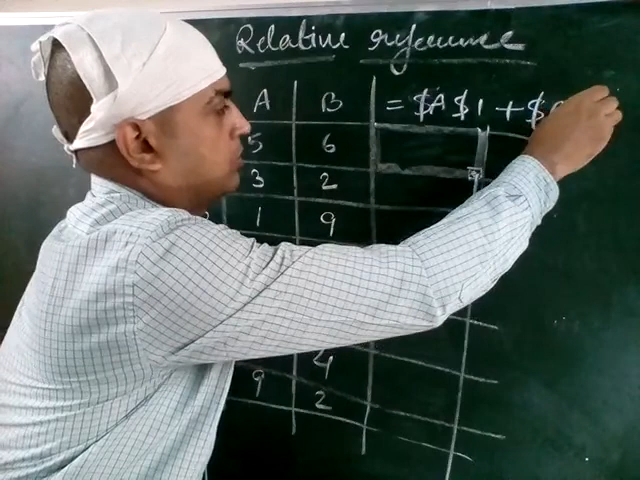 Relative reference
A B = $A$1 + $
5 6
3 2
1 9
4
9 2